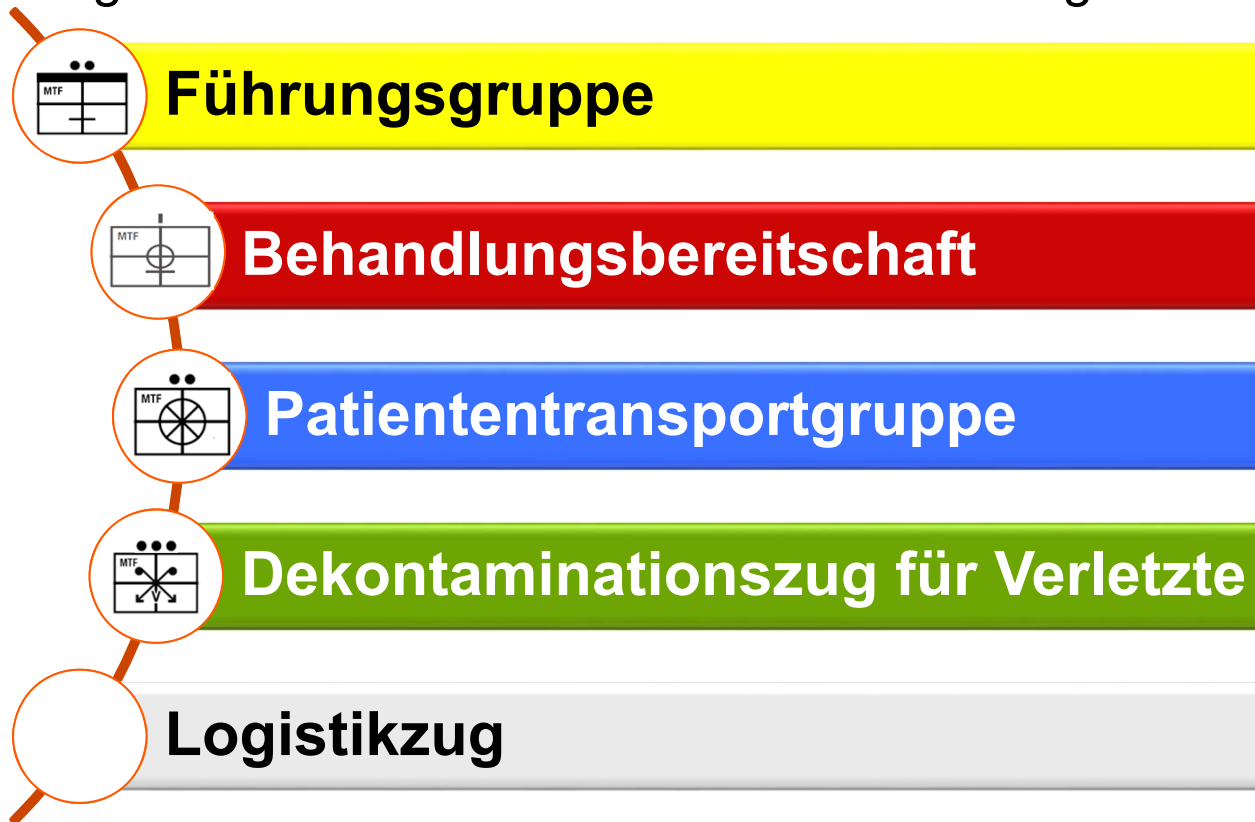 MTF
Führungsgruppe
MTF
Behandlungsbereitschaft
MTF
Patiententransportgruppe
MTF
V
Dekontaminationszug für Verletzte
Logistikzug